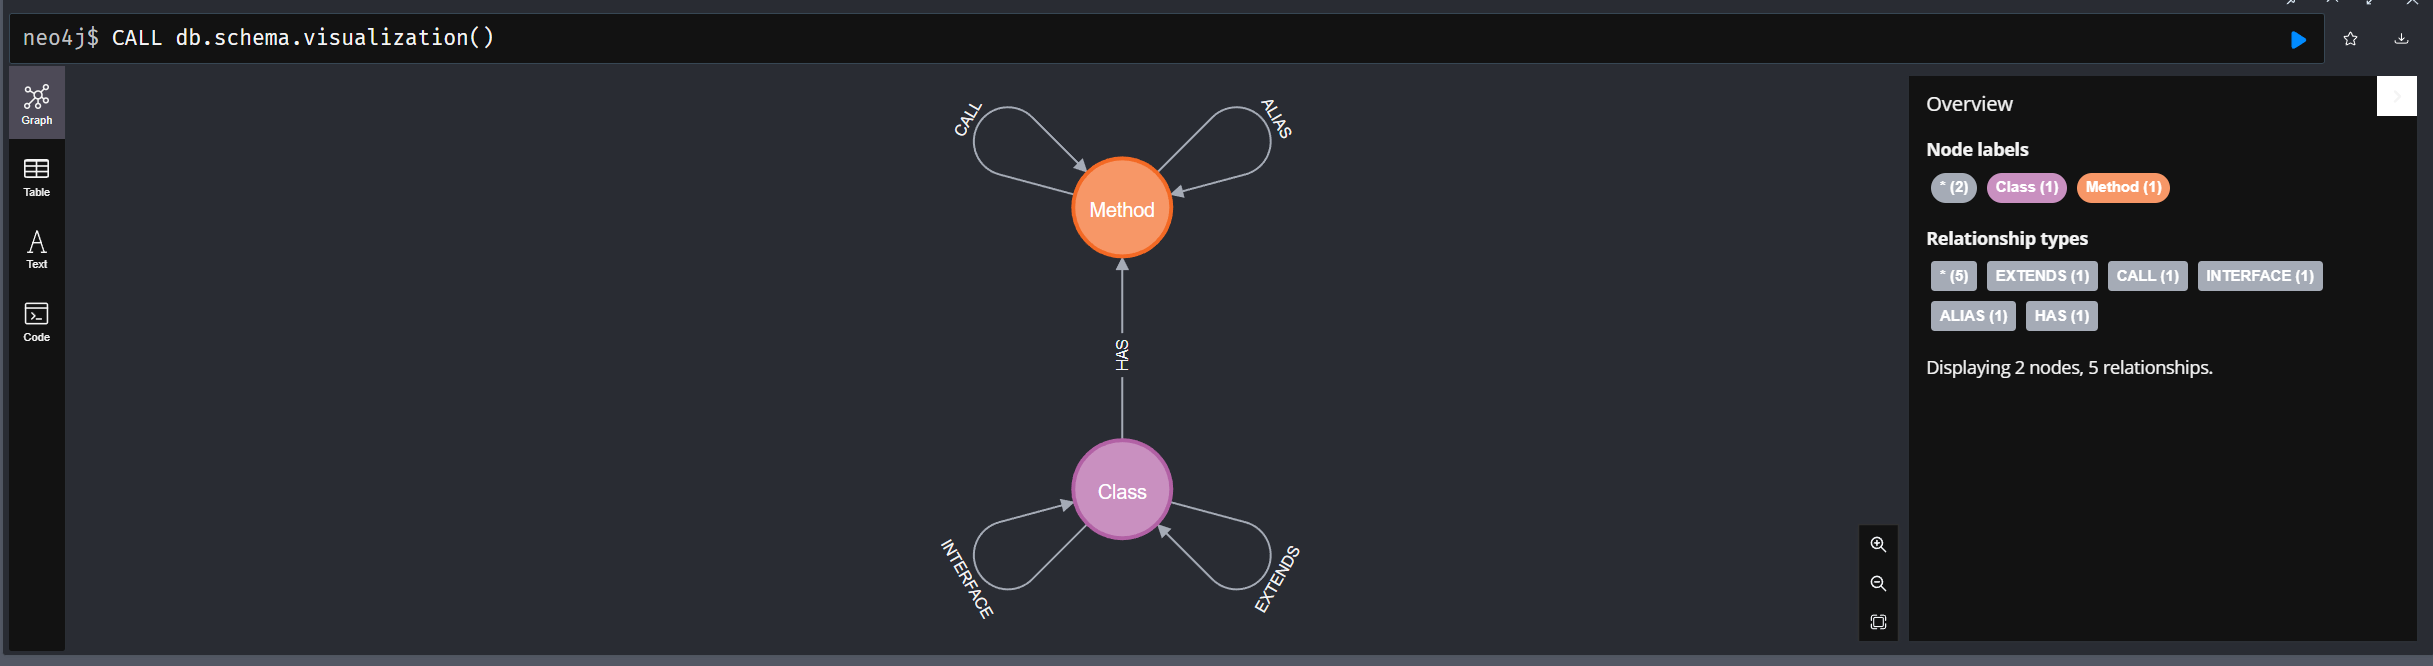 neo4j$ CALL db.schema.visualization()
Graph
Table
Text
Code
CALL
ALIAS
Method
HAS
Class
INTERFACE
EXTENDS
Overview
Node labels
* (2) Class (1) Method (1)
Relationship types
* (5) EXTENDS (1) CALL (1) INTERFACE (1)
ALIAS (1) HAS (1)
Displaying 2 nodes, 5 relationships.